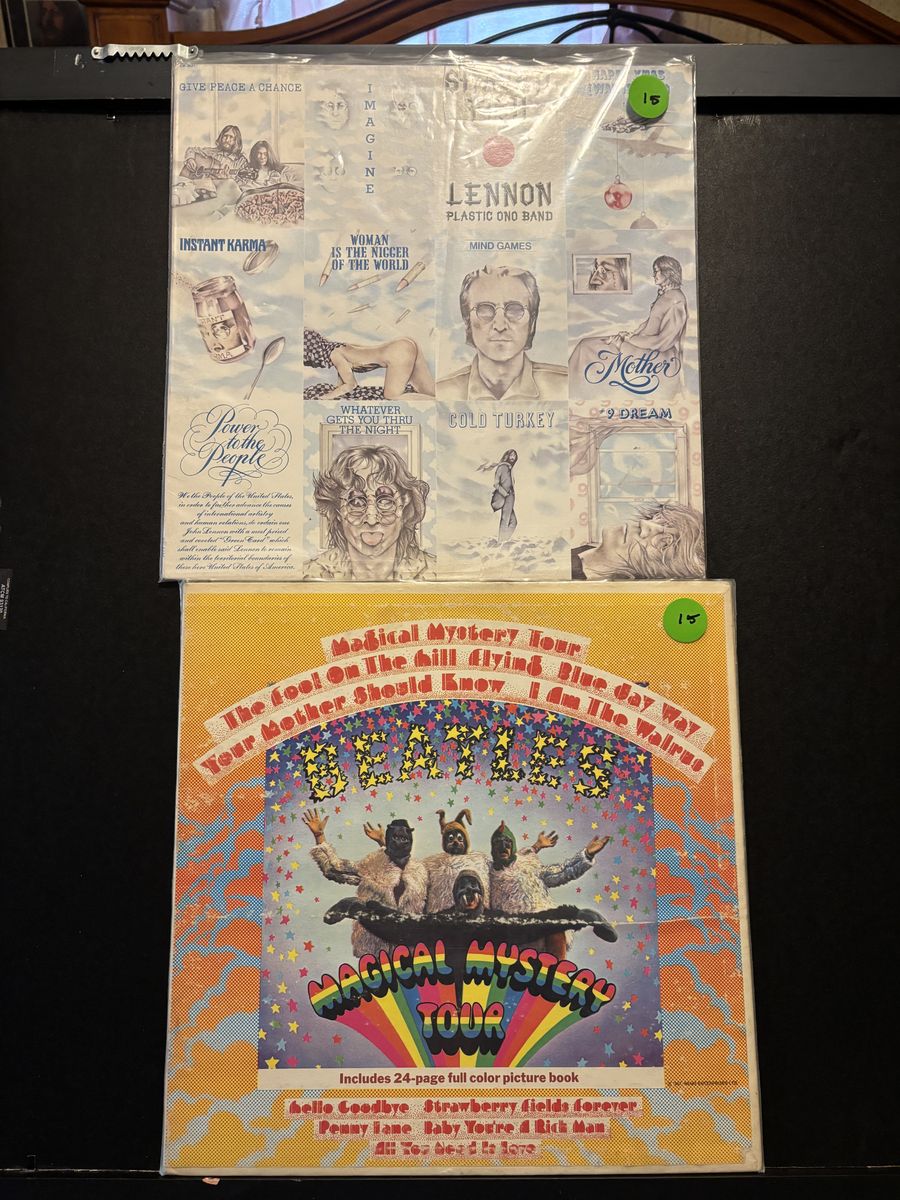 GIVE PEACE A CHANCE
IMAGINE
LENNON
PLASTIC ONO BAND
15
INSTANT KARMA
WOMAN
IS THE NIGGER
OF THE WORLD
MIND GAMES
Mother
Power
to the
People
We the People of the United States,
in order to further advance the causes
of international artistry
and human relations, do ordain one
John Lennon with a most prized
and coveted "Green Card" which
shall enable said Lennon to remain
within the territorial boundaries of
these here United States of America.
WHATEVER
GETS YOU THRU
THE NIGHT
COLD TURKEY
#9 DREAM
15
Magical Mystery Tour
The Fool On The Hill Flying Blue Jay Way
Your Mother Should Know I Am The Walrus
BEATLES
MAGICAL MYSTERY
TOUR
Includes 24-page full color picture book
Hello Goodbye Strawberry Fields Forever
Penny Lane Baby You're A Rich Man
All You Need Is Love